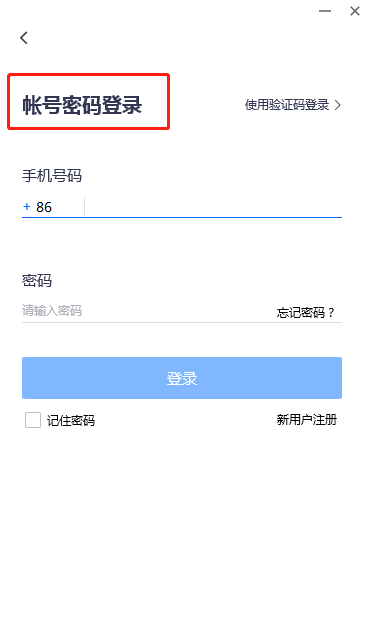 帐号密码登录
使用验证码登录 >
手机号码
+ 86
密码
请输入密码
忘记密码？
登录
记住密码
新用户注册